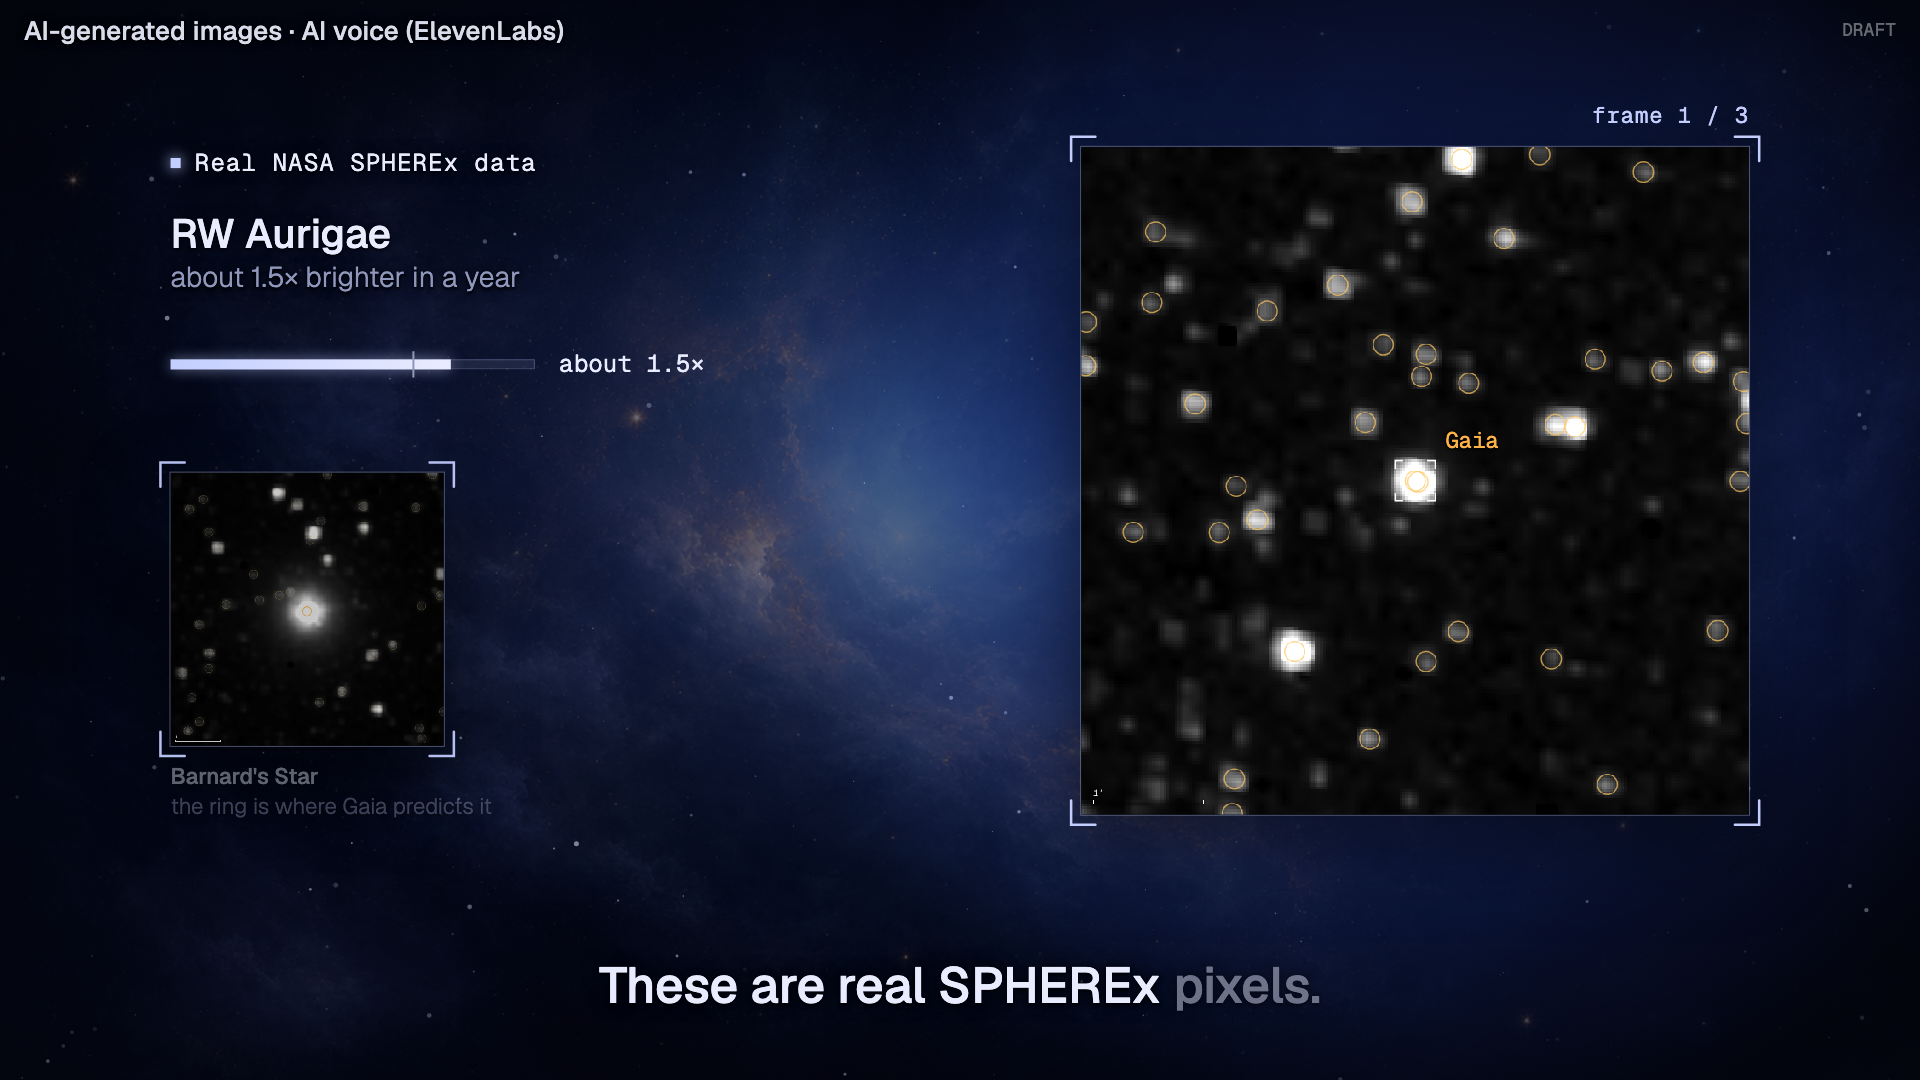 AI-generated images · AI voice (ElevenLabs)
DRAFT
frame 1 / 3
Real NASA SPHEREx data
RW Aurigae
about 1.5× brighter in a year
about 1.5×
Gaia
Barnard's Star
the ring is where Gaia predicts it
1'
These are real SPHEREx pixels.